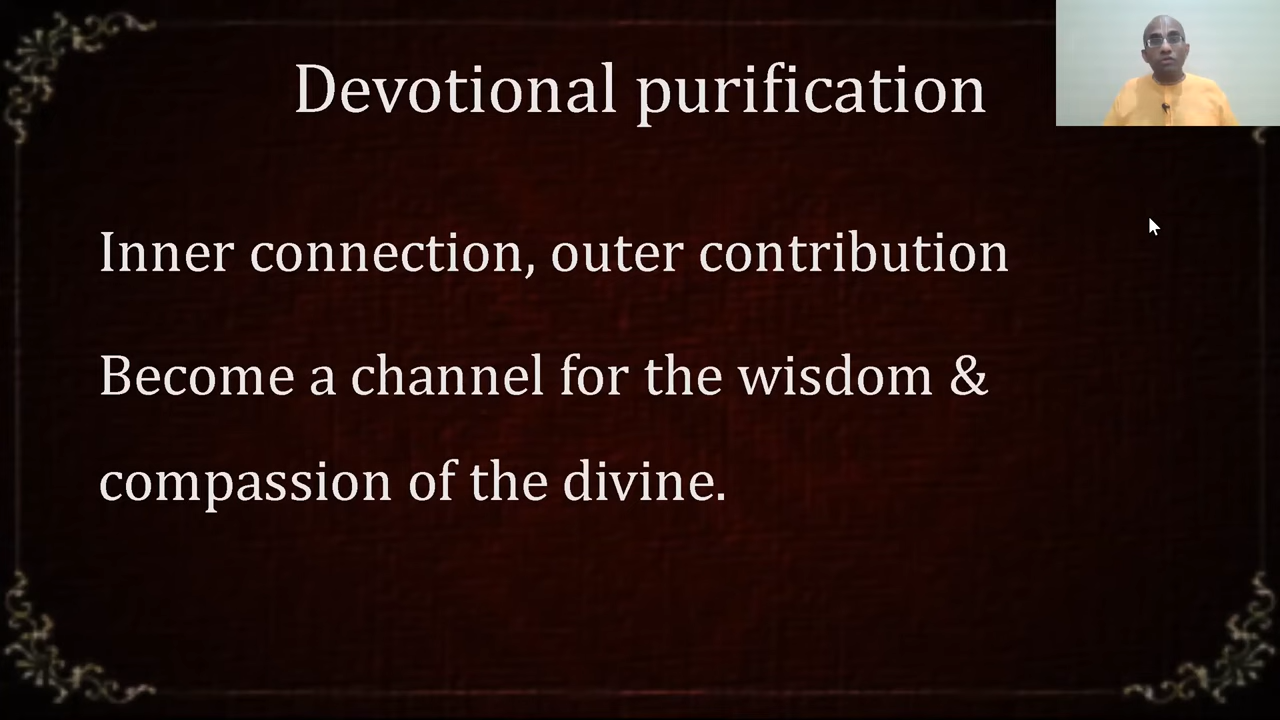 Devotional purification
Inner connection, outer contribution
Become a channel for the wisdom &
compassion of the divine.